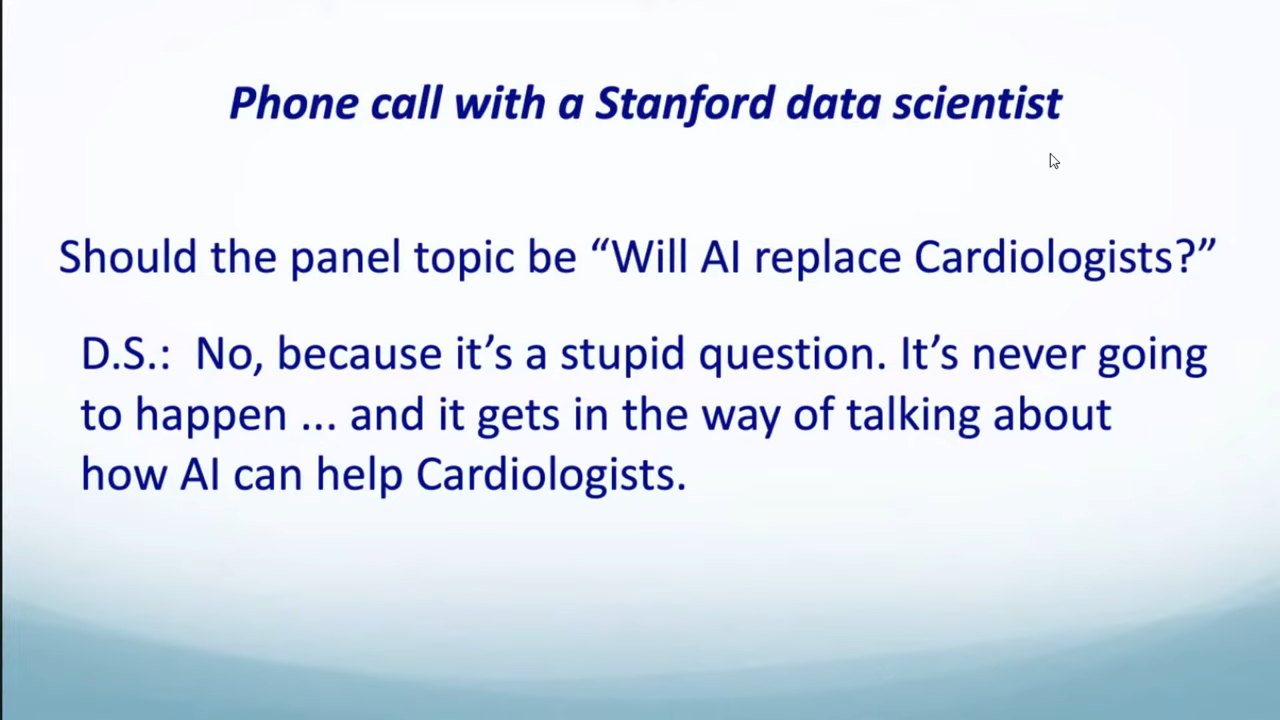 Phone call with a Stanford data scientist
Should the panel topic be “Will AI replace Cardiologists?”
D.S.:  No, because it’s a stupid question. It’s never going
to happen ... and it gets in the way of talking about
how AI can help Cardiologists.